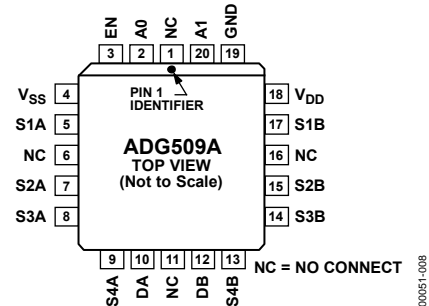 EN A0 NC A1 GND
3 2 1 20 19
VSS 4 PIN 1 18 VDD
IDENTIFIER
S1A 5 17 S1B
NC 6 ADG509A 16 NC
TOP VIEW
S2A 7 (Not to Scale) 15 S2B
S3A 8 14 S3B
9 10 11 12 13
S4A DA NC DB S4B
NC = NO CONNECT
00051-008